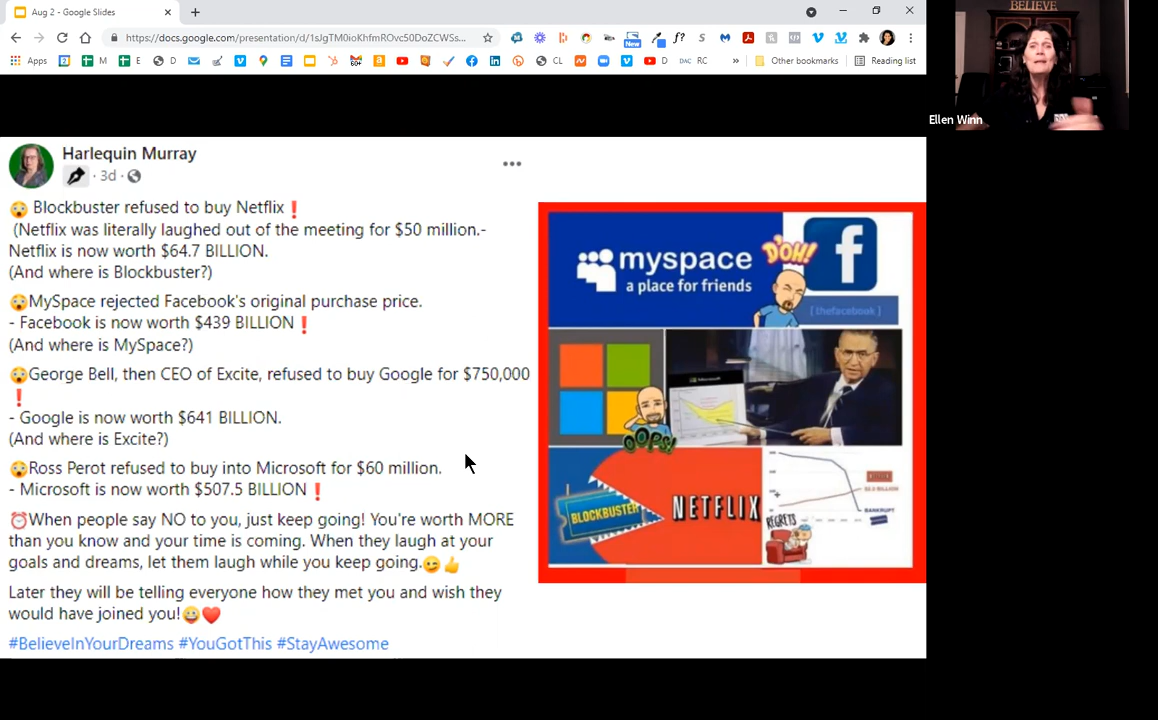 Aug 2 - Google Slides
https://docs.google.com/presentation/d/1sJgTM0ioKhfmROvc50DoZCWSs...
New
Apps
M
E
D
60+
CL
D
DAC RC
Other bookmarks
Reading list
BELIEVE
Ellen Winn
Harlequin Murray
· 3d ·
😲 Blockbuster refused to buy Netflix❗
(Netflix was literally laughed out of the meeting for $50 million.-
Netflix is now worth $64.7 BILLION.
(And where is Blockbuster?)
😲MySpace rejected Facebook's original purchase price.
- Facebook is now worth $439 BILLION❗
(And where is MySpace?)
😲George Bell, then CEO of Excite, refused to buy Google for $750,000
❗
- Google is now worth $641 BILLION.
(And where is Excite?)
😲Ross Perot refused to buy into Microsoft for $60 million.
- Microsoft is now worth $507.5 BILLION❗
⏰When people say NO to you, just keep going! You're worth MORE
than you know and your time is coming. When they laugh at your
goals and dreams, let them laugh while you keep going.😉👍
Later they will be telling everyone how they met you and wish they
would have joined you!😀❤️
#BelieveInYourDreams #YouGotThis #StayAwesome
myspace
a place for friends
D'OH!
f
[thefacebook]
Microsoft
OOPS!
BLOCKBUSTER
NETFLIX
BANKRUPT
REGRETS